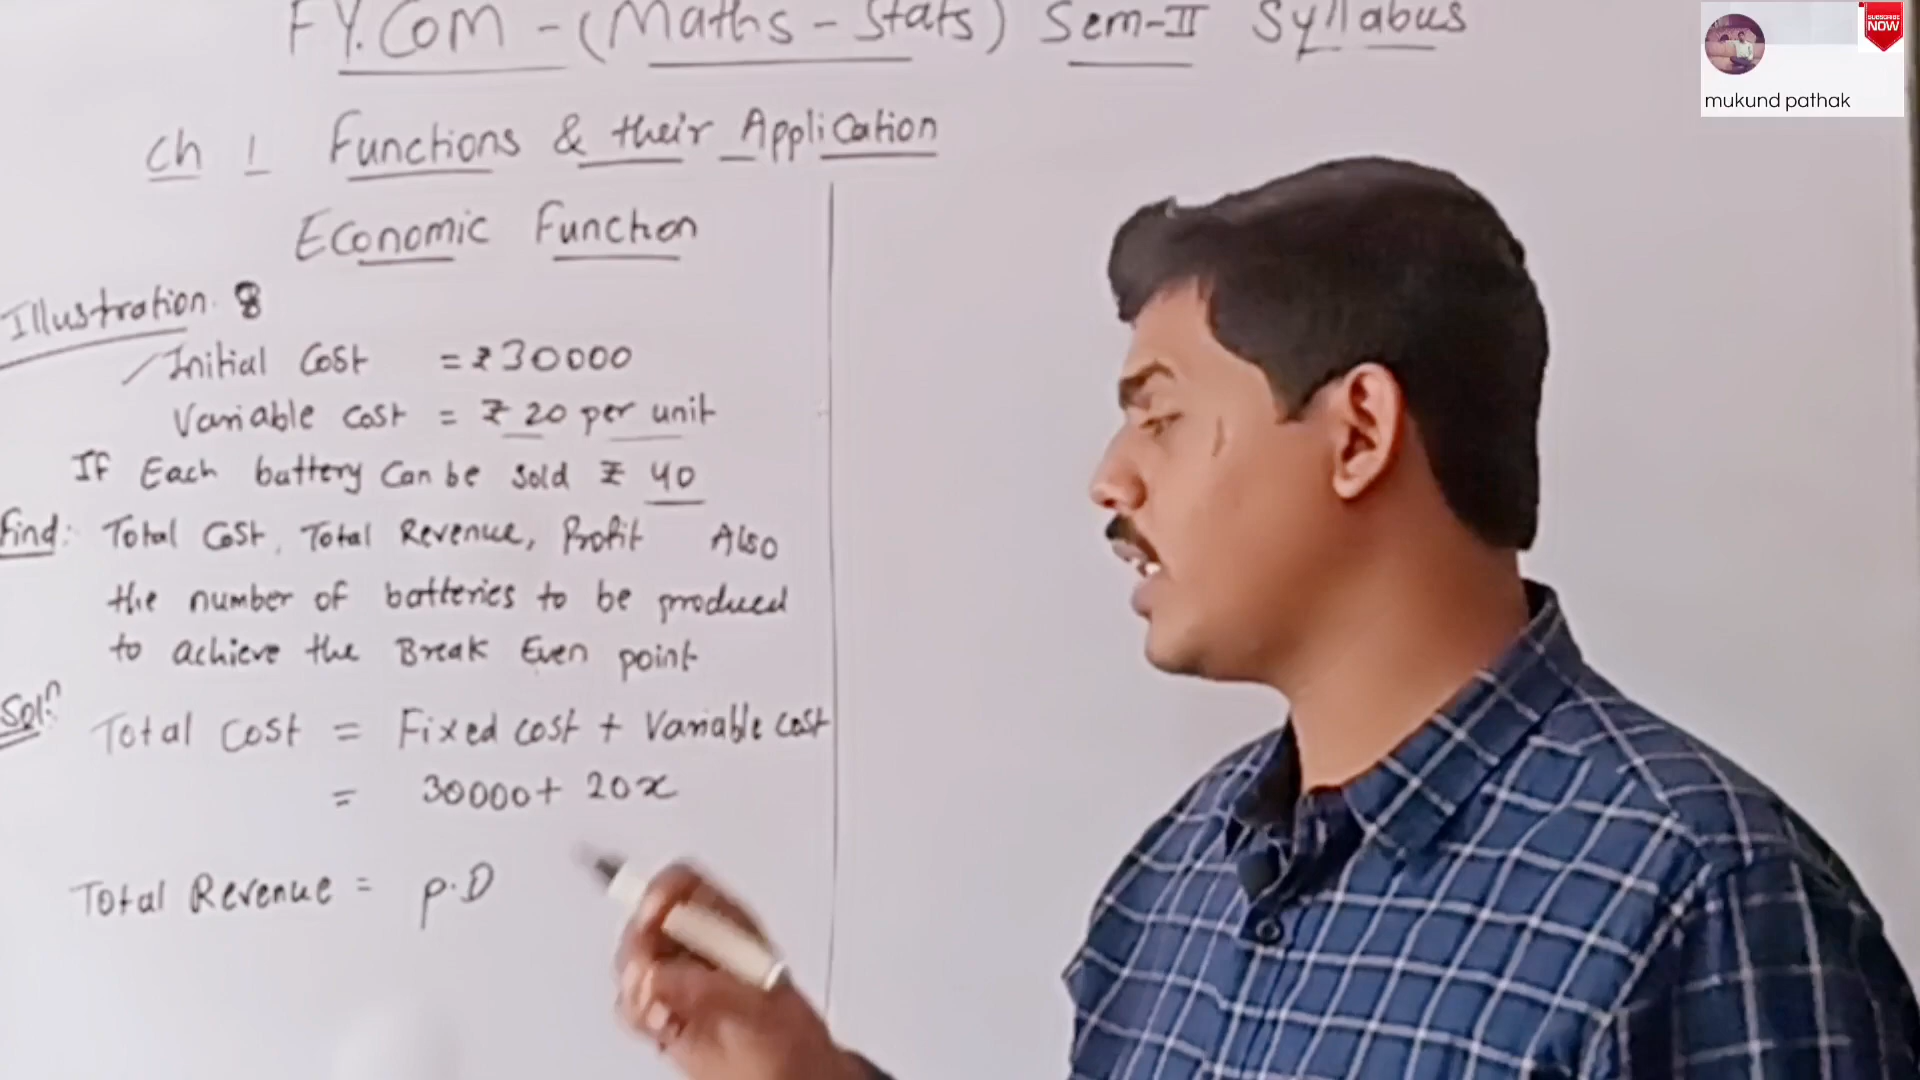 F.Y.Com - (Maths - Stats) Sem-II Syllabus
Ch 1 Functions & their Application
Economic Function
Illustration. 8
Initial Cost = ₹30000
Variable Cost = ₹ 20 per unit
IF Each battery Can be Sold ₹ 40
Find: Total Cost, Total Revenue, Profit Also
the number of batteries to be produced
to achieve the Break Even point
Solⁿ Total Cost = Fixed cost + Variable cost
= 30000 + 20x
Total Revenue = p.D
SUBSCRIBE
NOW
mukund pathak